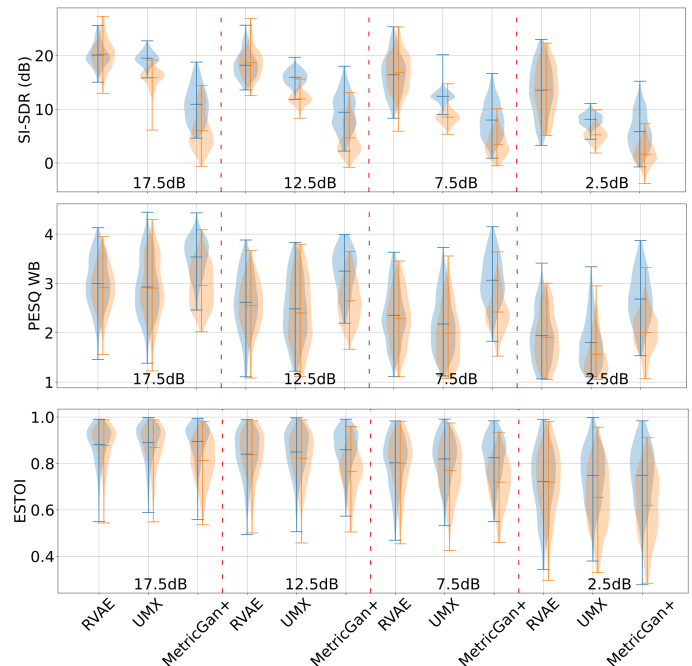 SI-SDR (dB)
20
10
0
17.5dB 12.5dB 7.5dB 2.5dB
PESQ WB
4
3
2
1
17.5dB 12.5dB 7.5dB 2.5dB
ESTOI
1.0
0.8
0.6
0.4
17.5dB 12.5dB 7.5dB 2.5dB
RVAE UMX MetricGan+ RVAE UMX MetricGan+ RVAE UMX MetricGan+ RVAE UMX MetricGan+